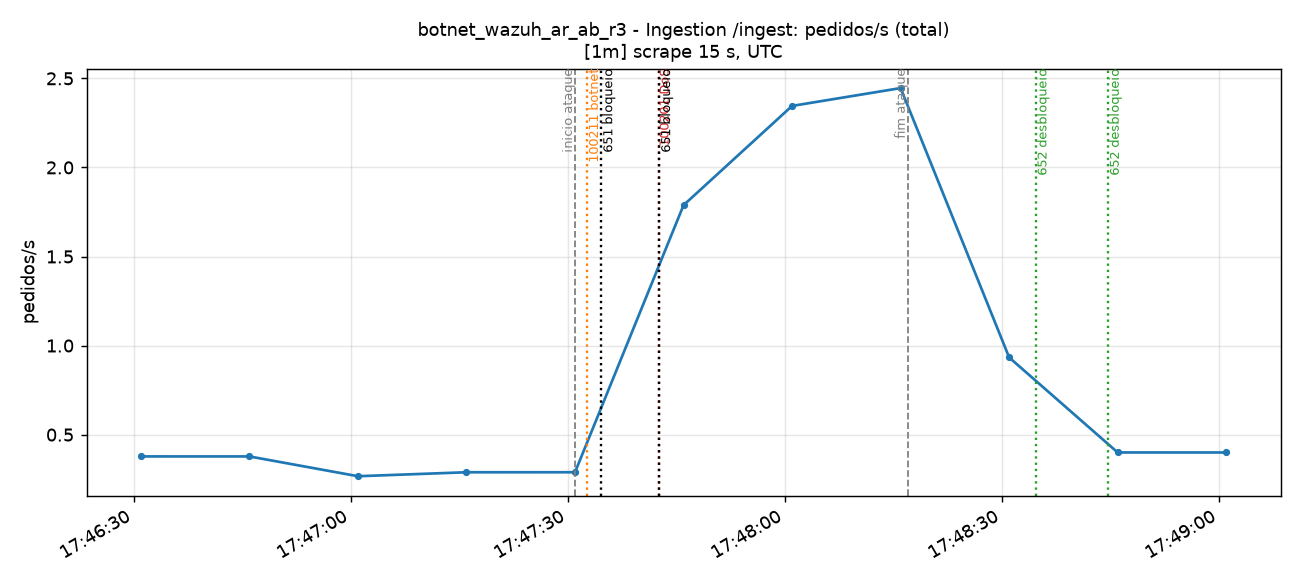 botnet_wazuh_ar_ab_r3 - Ingestion /ingest: pedidos/s (total)
[1m] scrape 15 s, UTC
pedidos/s
2.5
2.0
1.5
1.0
0.5
inicio ataque
100211 botnet
651 bloqueio
651 bloqueio
fim ataque
652 desbloqueio
652 desbloqueio
17:46:30
17:47:00
17:47:30
17:48:00
17:48:30
17:49:00